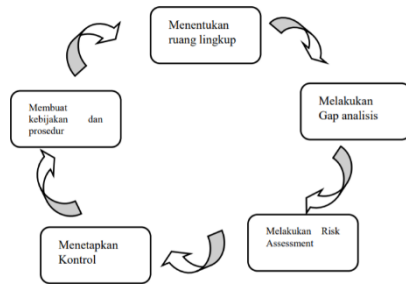 Menentukan
ruang lingkup
Melakukan
Gap analisis
Melakukan Risk
Assessment
Menetapkan
Kontrol
Membuat
kebijakan dan
prosedur